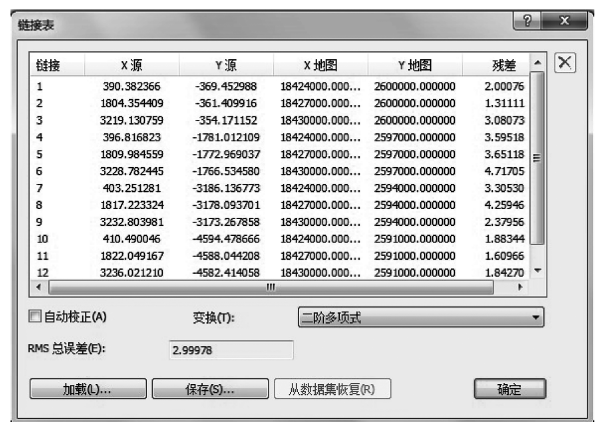 链接表
链接 X 源 Y 源 X 地图 Y 地图 残差
1 390.382366 -369.452988 18424000.000... 2600000.000000 2.00076
2 1804.354409 -361.409916 18427000.000... 2600000.000000 1.31111
3 3219.130759 -354.171152 18430000.000... 2600000.000000 3.08073
4 396.816823 -1781.012109 18424000.000... 2597000.000000 3.59518
5 1809.984559 -1772.969037 18427000.000... 2597000.000000 3.65118
6 3228.782445 -1766.534580 18430000.000... 2597000.000000 4.71705
7 403.251281 -3186.136773 18424000.000... 2594000.000000 3.30530
8 1817.223324 -3178.093701 18427000.000... 2594000.000000 4.25946
9 3232.803981 -3173.267858 18430000.000... 2594000.000000 2.37956
10 410.490046 -4594.478666 18424000.000... 2591000.000000 1.88344
11 1822.049167 -4588.044208 18427000.000... 2591000.000000 1.60966
12 3236.021210 -4582.414058 18430000.000... 2591000.000000 1.84270
自动校正(A) 变换(T): 二阶多项式
RMS 总误差(E): 2.99978
加载(L)... 保存(S)... 从数据集恢复(R) 确定